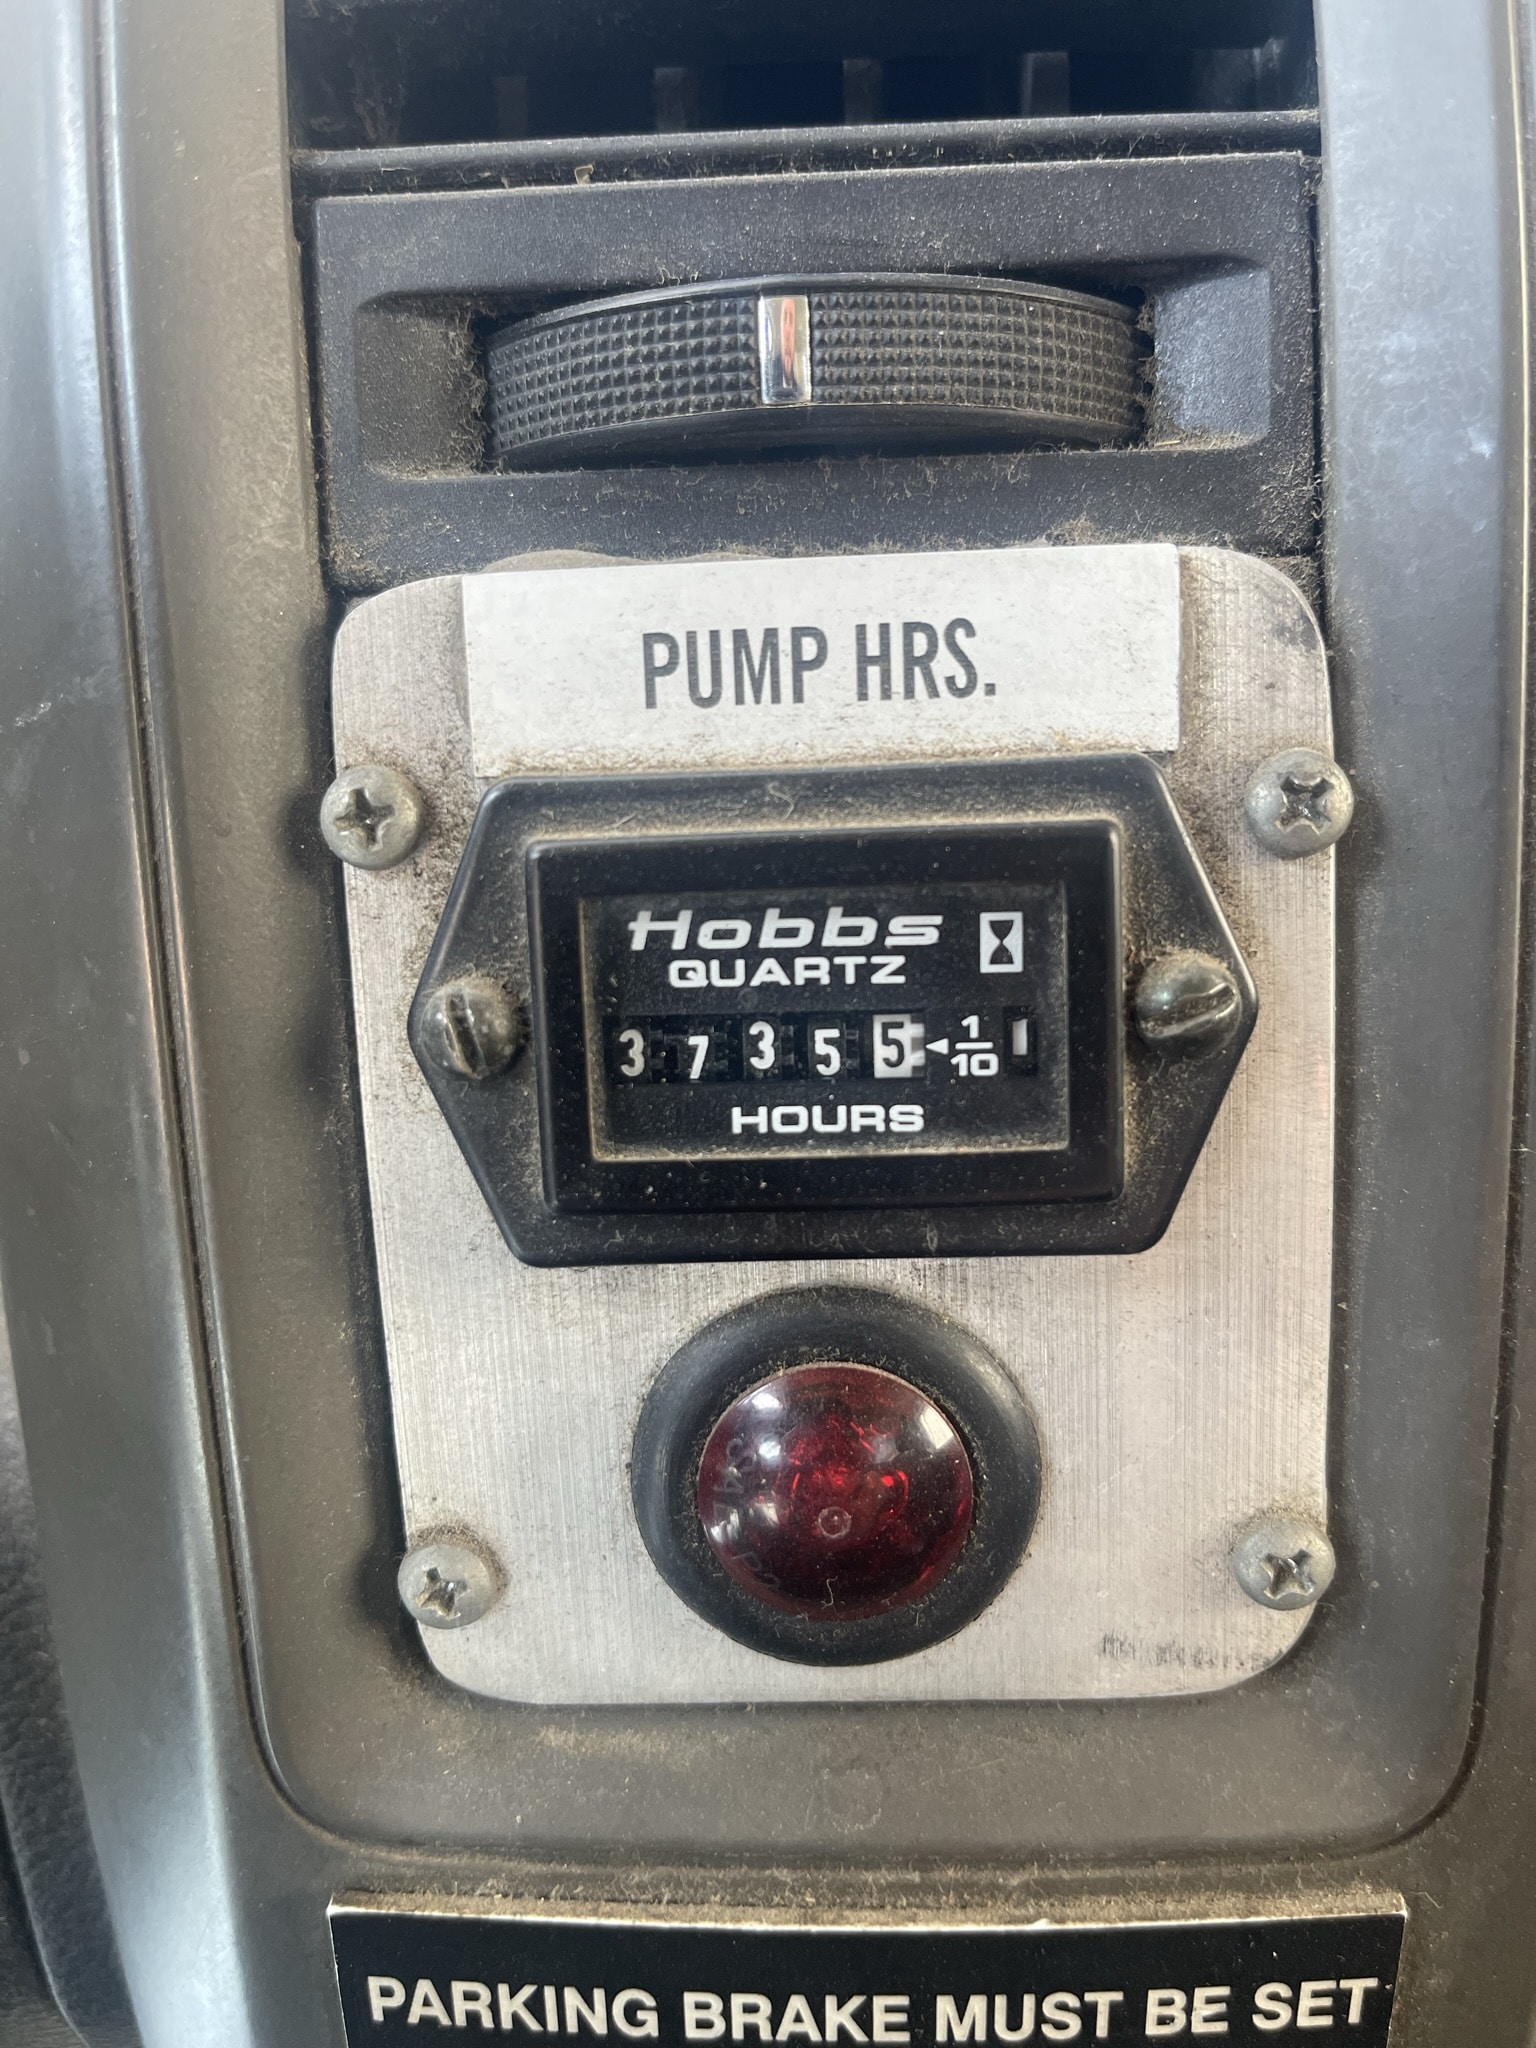 PUMP HRS.
Hobbs
QUARTZ
3 7 3 5 5 ◄ 1/10
HOURS
PARKING BRAKE MUST BE SET